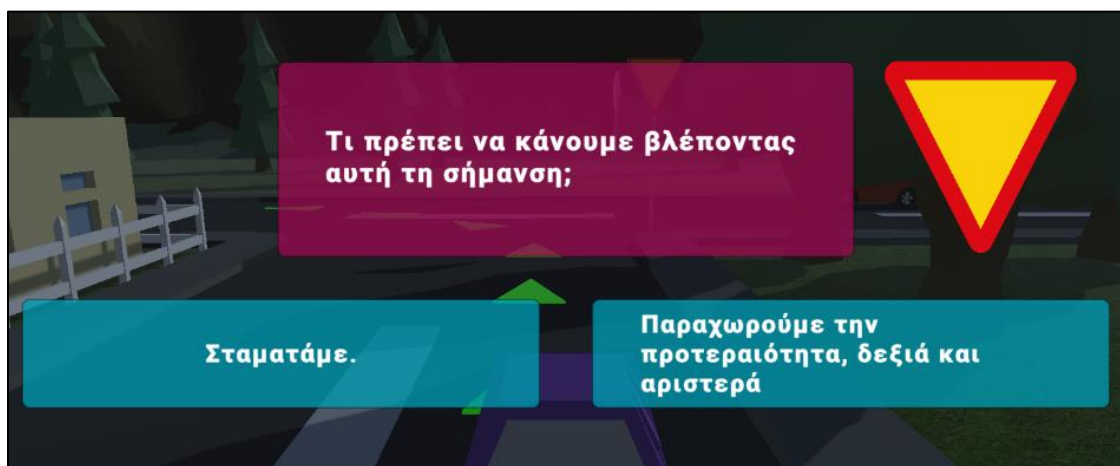 Τι πρέπει να κάνουμε βλέποντας
αυτή τη σήμανση;
Σταματάμε.
Παραχωρούμε την
προτεραιότητα, δεξιά και
αριστερά